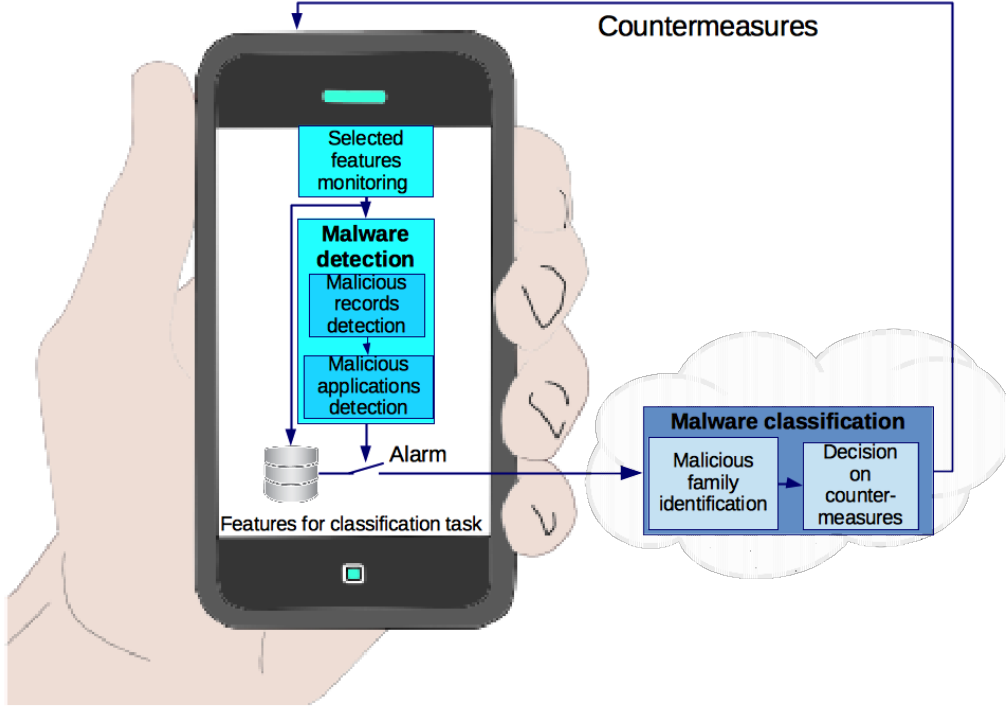 Countermeasures
Selected
features
monitoring
Malware
detection
Malicious
records
detection
Malicious
applications
detection
Alarm
Features for classification task
Malware classification
Malicious
family
identification
Decision
on
counter-
measures